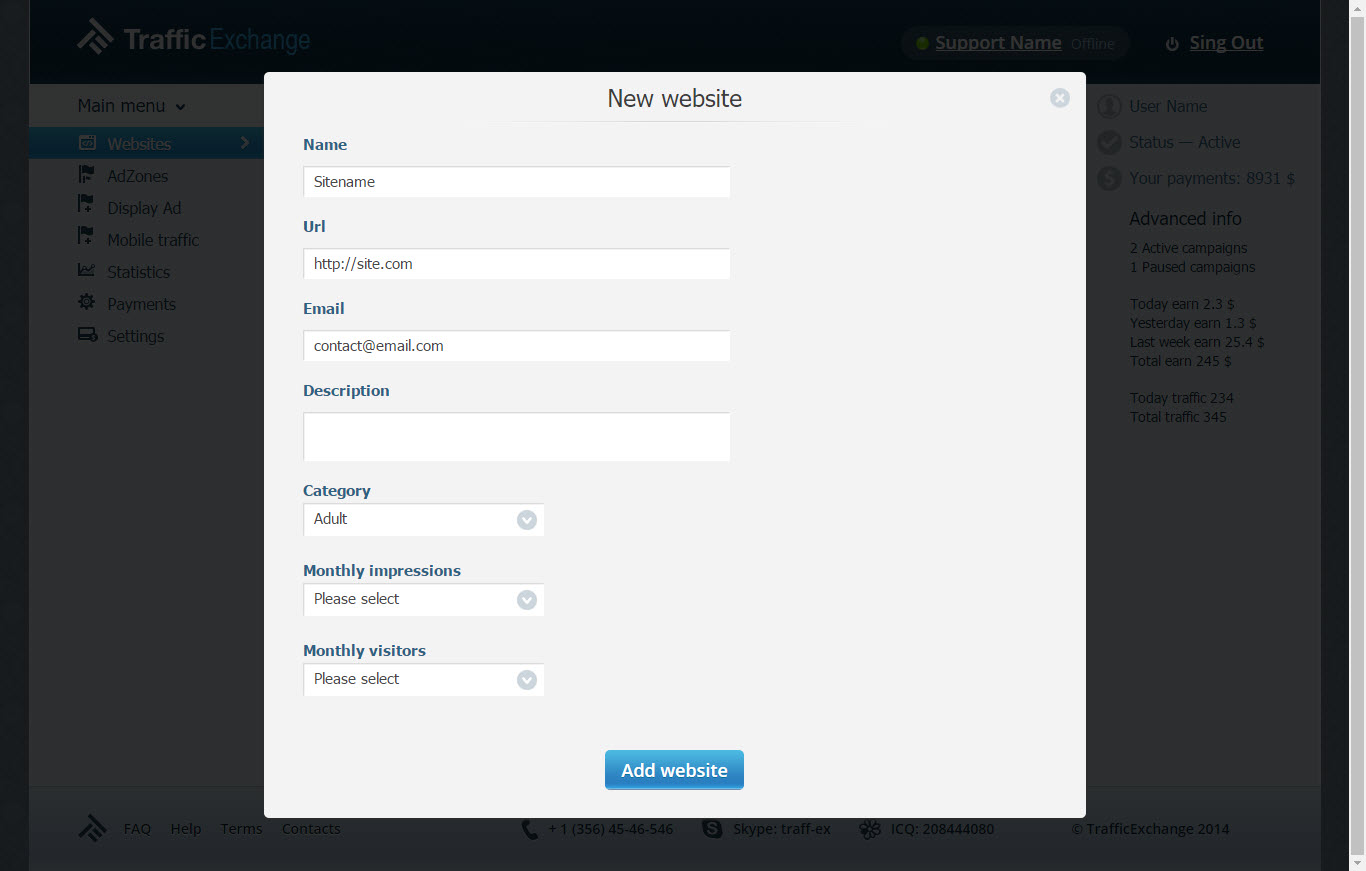 TrafficExchange
Support Name Offline
Sing Out
Main menu
Websites
AdZones
Display Ad
Mobile traffic
Statistics
Payments
Settings
New website
Name
Sitename
Url
http://site.com
Email
contact@email.com
Description
Category
Adult
Monthly impressions
Please select
Monthly visitors
Please select
Add website
User Name
Status — Active
Your payments: 8931 $
Advanced info
2 Active campaigns
1 Paused campaigns
Today earn 2.3 $
Yesterday earn 1.3 $
Last week earn 25.4 $
Total earn 245 $
Today traffic 234
Total traffic 345
FAQ Help Terms Contacts + 1 (356) 45-46-546 Skype: traff-ex ICQ: 208444080 © TrafficExchange 2014